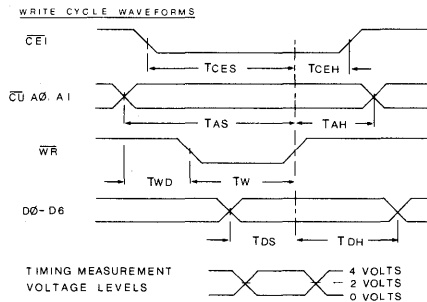 WRITE CYCLE WAVEFORMS
CE1
TCES
TCEH
CU AØ, A1
TAS
TAH
WR
TWD
TW
DØ-D6
TDS
TDH
TIMING MEASUREMENT
VOLTAGE LEVELS
4 VOLTS
2 VOLTS
0 VOLTS